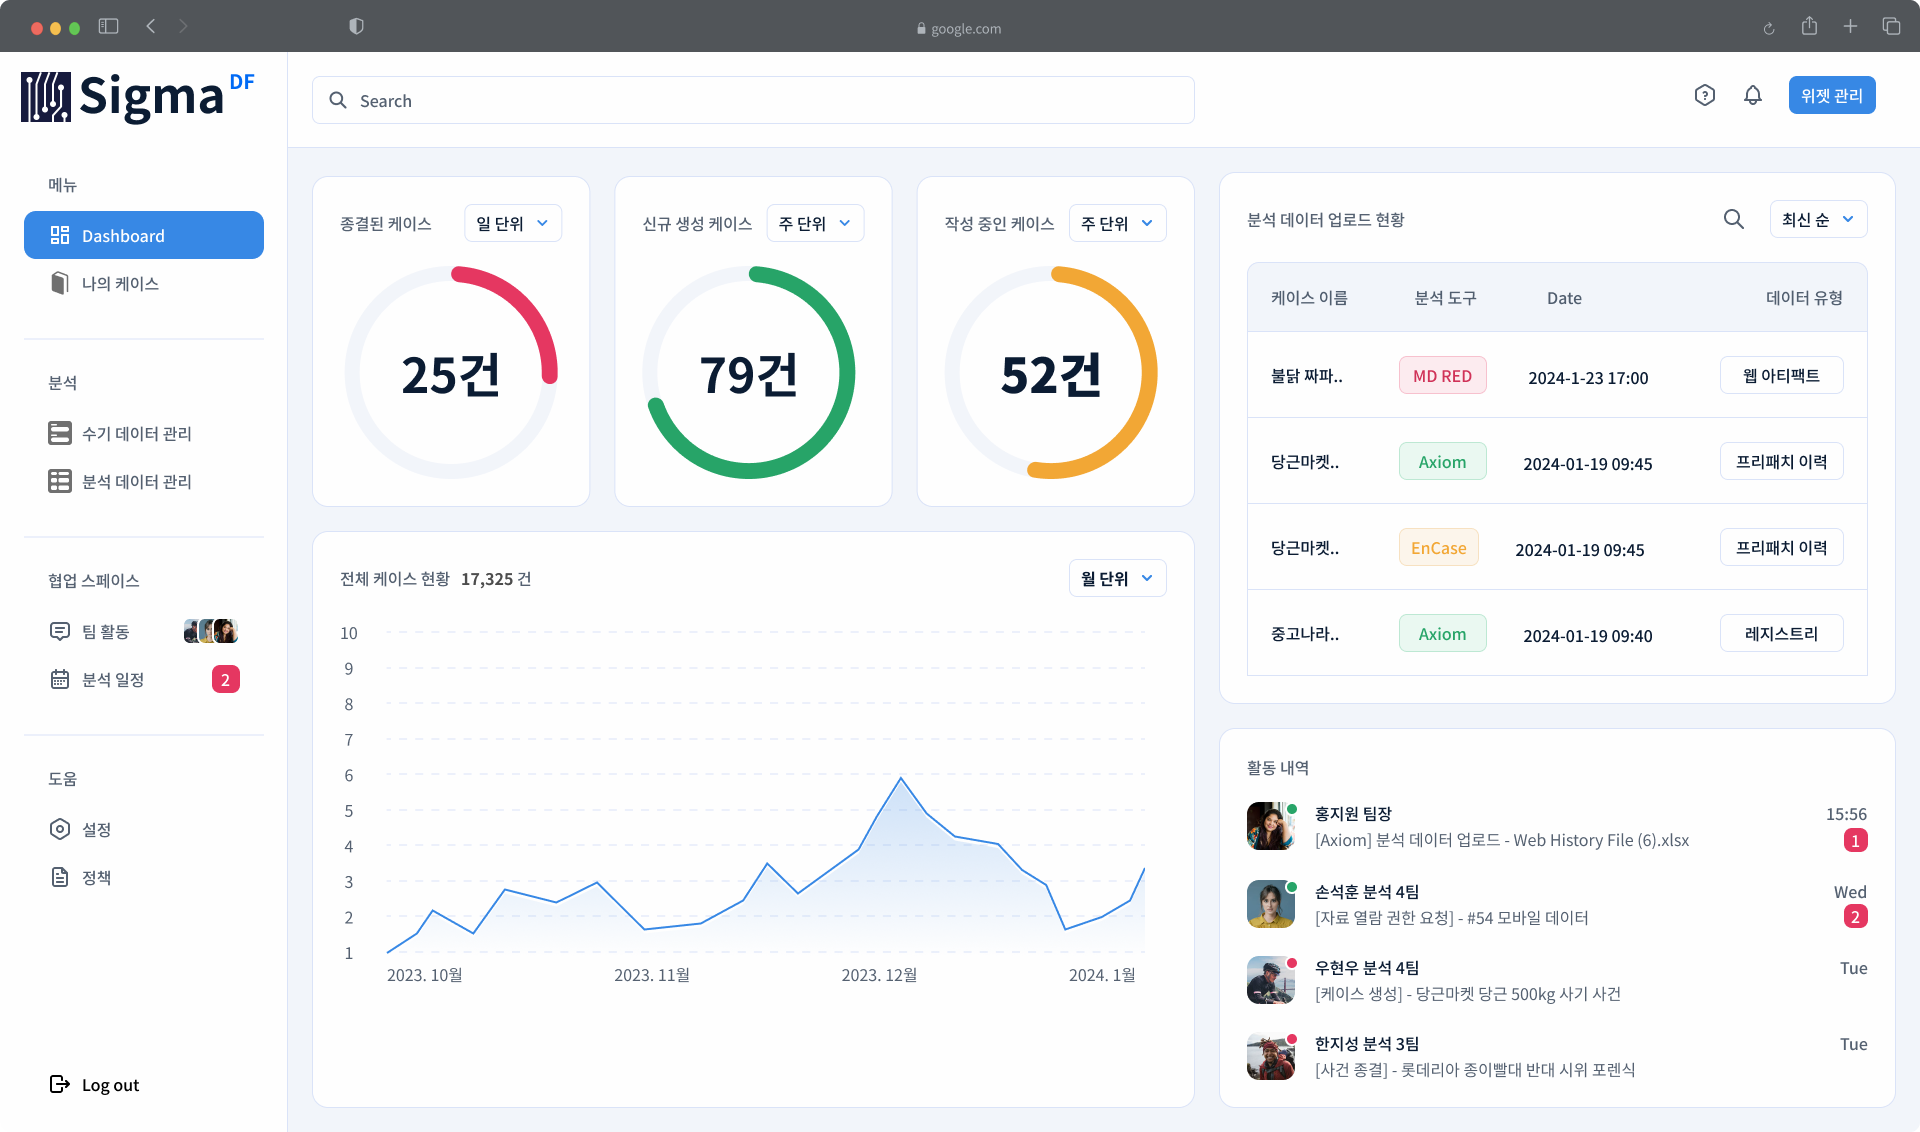 google.com
Sigma DF
Search
위젯 관리
메뉴
Dashboard
나의 케이스
분석
수기 데이터 관리
분석 데이터 관리
협업 스페이스
팀 활동
분석 일정 2
도움
설정
정책
Log out
종결된 케이스 일 단위
25건
신규 생성 케이스 주 단위
79건
작성 중인 케이스 주 단위
52건
전체 케이스 현황 17,325 건 월 단위
10
9
8
7
6
5
4
3
2
1
2023. 10월 2023. 11월 2023. 12월 2024. 1월
분석 데이터 업로드 현황 최신 순
케이스 이름 분석 도구 Date 데이터 유형
불닭 짜파.. MD RED 2024-1-23 17:00 웹 아티팩트
당근마켓.. Axiom 2024-01-19 09:45 프리패치 이력
당근마켓.. EnCase 2024-01-19 09:45 프리패치 이력
중고나라.. Axiom 2024-01-19 09:40 레지스트리
활동 내역
홍지원 팀장 15:56
[Axiom] 분석 데이터 업로드 - Web History File (6).xlsx 1
손석훈 분석 4팀 Wed
[자료 열람 권한 요청] - #54 모바일 데이터 2
우현우 분석 4팀 Tue
[케이스 생성] - 당근마켓 당근 500kg 사기 사건
한지성 분석 3팀 Tue
[사건 종결] - 롯데리아 종이빨대 반대 시위 포렌식